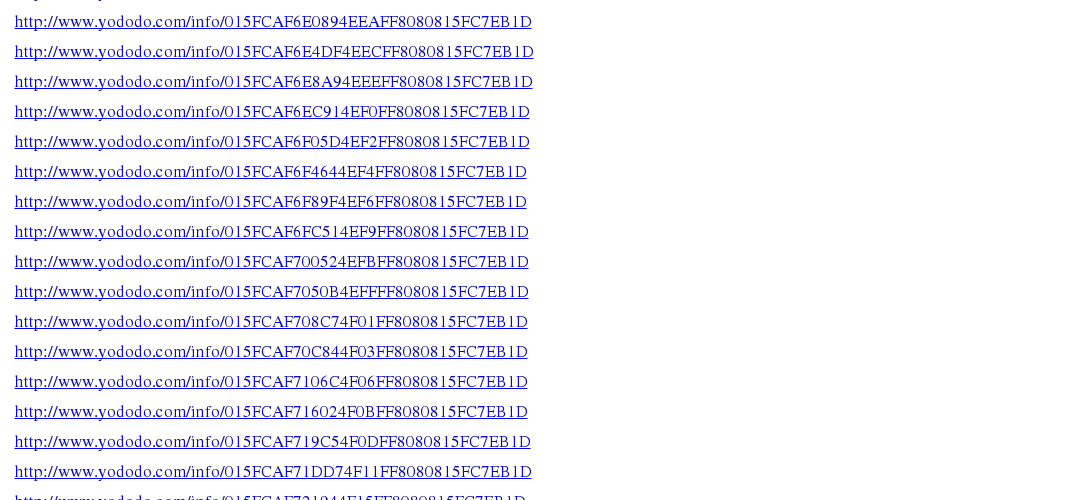 http://www.yododo.com/info/015FCAF6E0894EEAFF8080815FC7EB1D
http://www.yododo.com/info/015FCAF6E4DF4EECFF8080815FC7EB1D
http://www.yododo.com/info/015FCAF6E8A94EEEFF8080815FC7EB1D
http://www.yododo.com/info/015FCAF6EC914EF0FF8080815FC7EB1D
http://www.yododo.com/info/015FCAF6F05D4EF2FF8080815FC7EB1D
http://www.yododo.com/info/015FCAF6F4644EF4FF8080815FC7EB1D
http://www.yododo.com/info/015FCAF6F89F4EF6FF8080815FC7EB1D
http://www.yododo.com/info/015FCAF6FC514EF9FF8080815FC7EB1D
http://www.yododo.com/info/015FCAF700524EFBFF8080815FC7EB1D
http://www.yododo.com/info/015FCAF7050B4EFFFF8080815FC7EB1D
http://www.yododo.com/info/015FCAF708C74F01FF8080815FC7EB1D
http://www.yododo.com/info/015FCAF70C844F03FF8080815FC7EB1D
http://www.yododo.com/info/015FCAF7106C4F06FF8080815FC7EB1D
http://www.yododo.com/info/015FCAF716024F0BFF8080815FC7EB1D
http://www.yododo.com/info/015FCAF719C54F0DFF8080815FC7EB1D
http://www.yododo.com/info/015FCAF71DD74F11FF8080815FC7EB1D